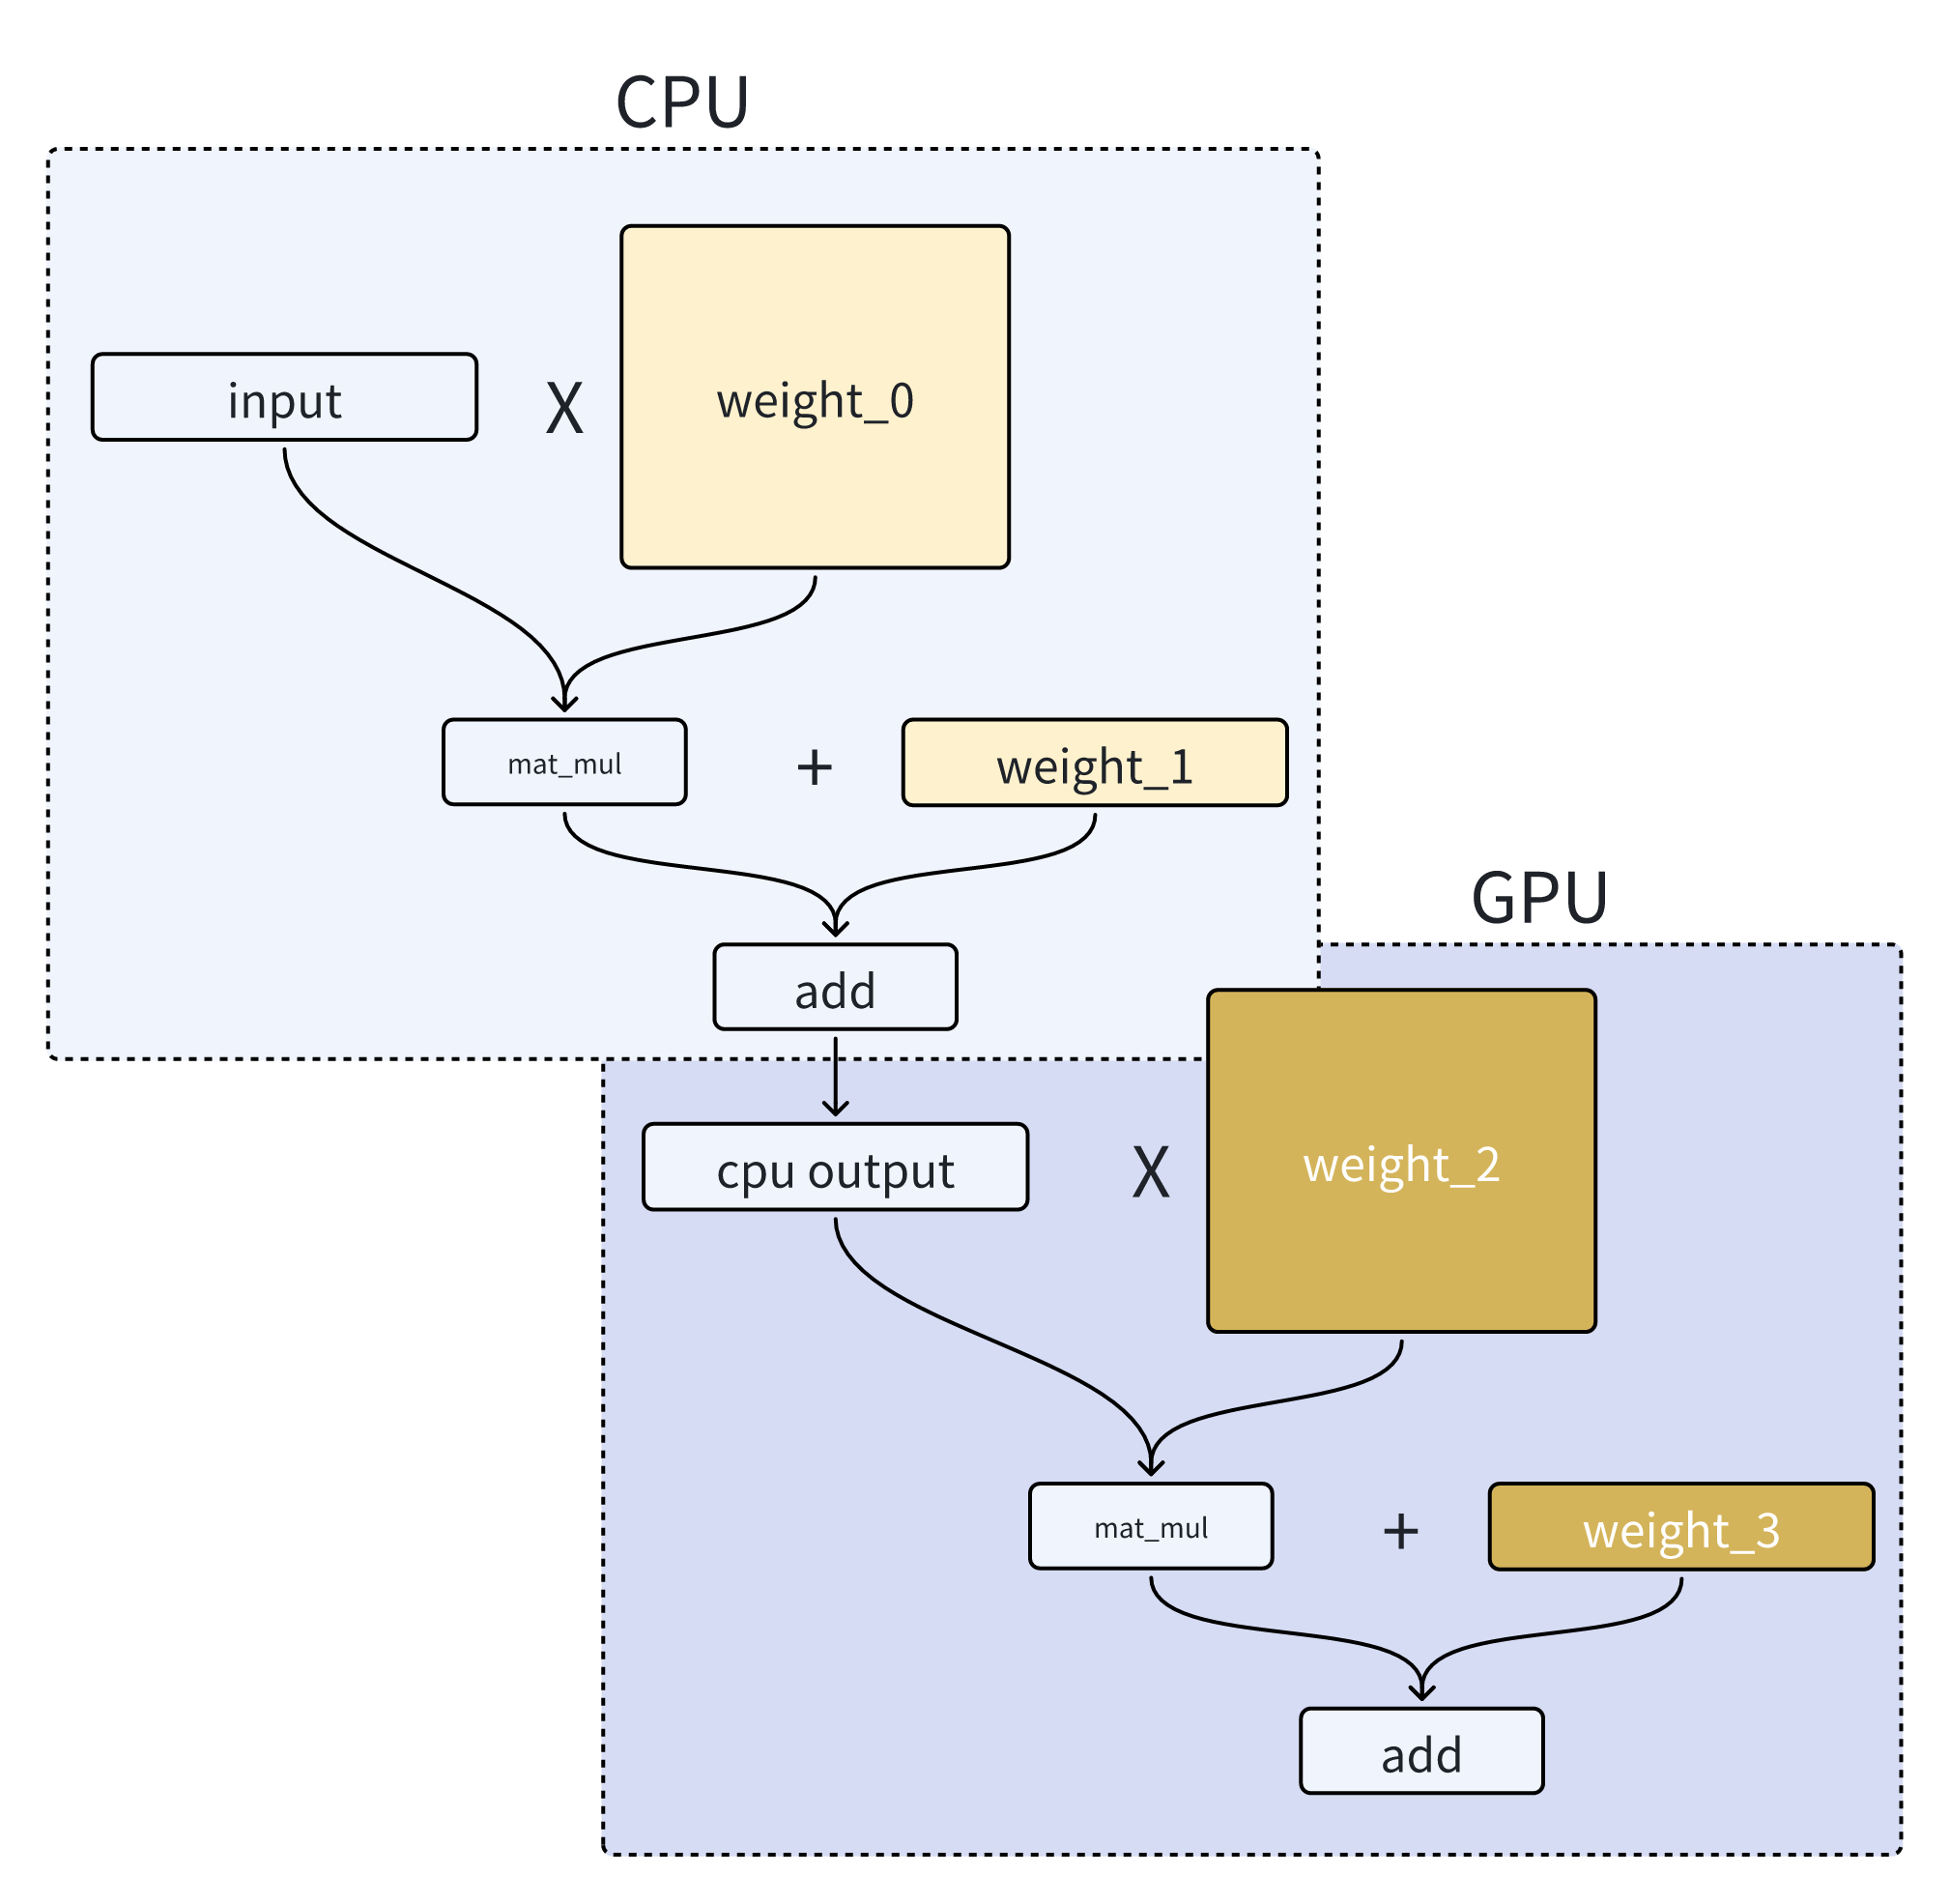 CPU
input
X
weight_0
mat_mul
+
weight_1
add
GPU
cpu output
X
weight_2
mat_mul
+
weight_3
add